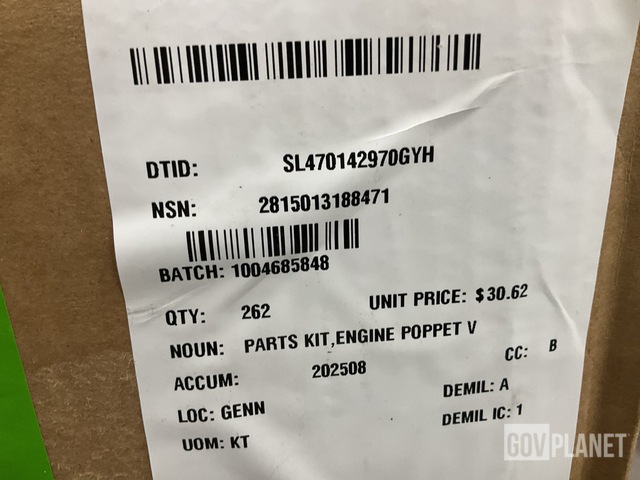 DTID: SL470142970GYH
NSN: 2815013188471
BATCH: 1004685848
QTY: 262 UNIT PRICE: $30.62
NOUN: PARTS KIT,ENGINE POPPET V
ACCUM: 202508 CC: B
LOC: GENN DEMIL: A
UOM: KT DEMIL IC: 1
GOVPLANET